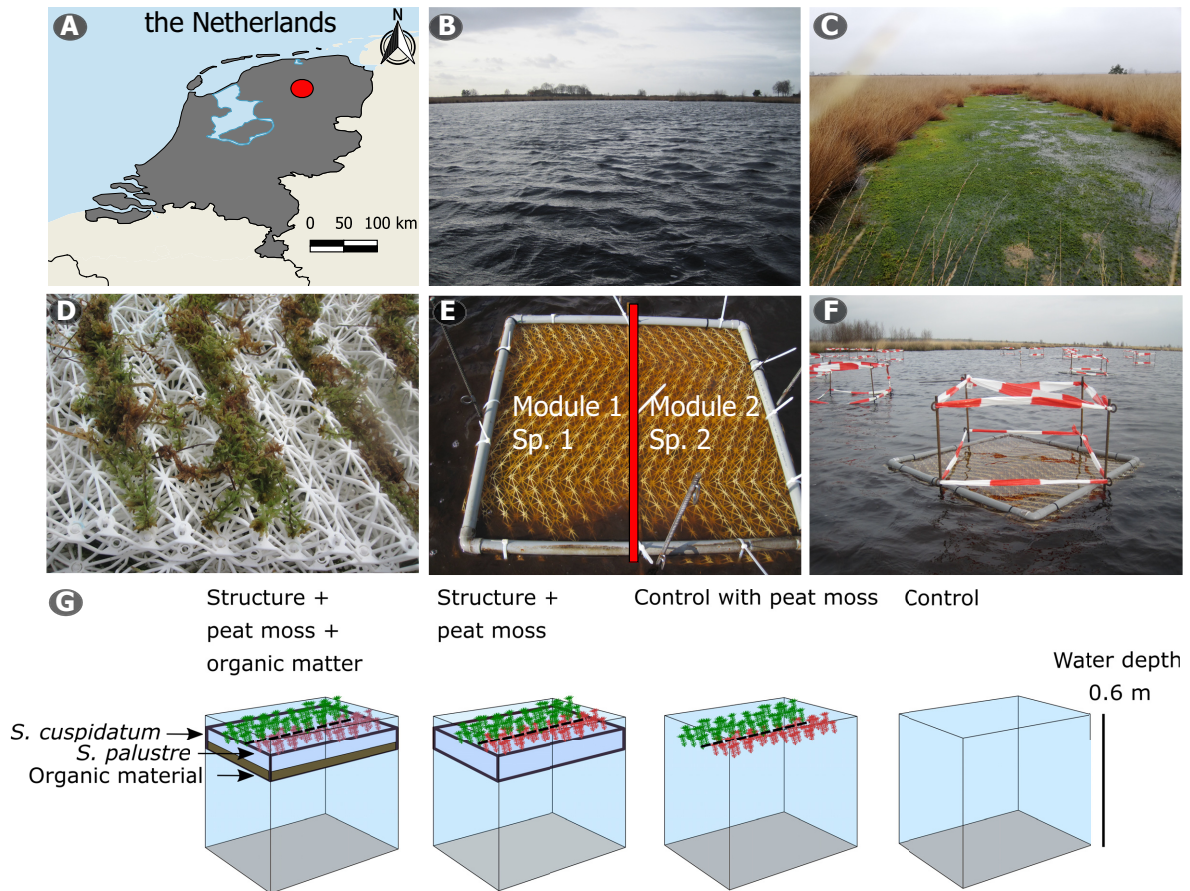 A
the Netherlands
N
0 50 100 km
B
C
D
E
Module 1
Sp. 1
Module 2
Sp. 2
F
G
Structure +
peat moss +
organic matter
Structure +
peat moss
Control with peat moss
Control
Water depth
0.6 m
S. cuspidatum
S. palustre
Organic material